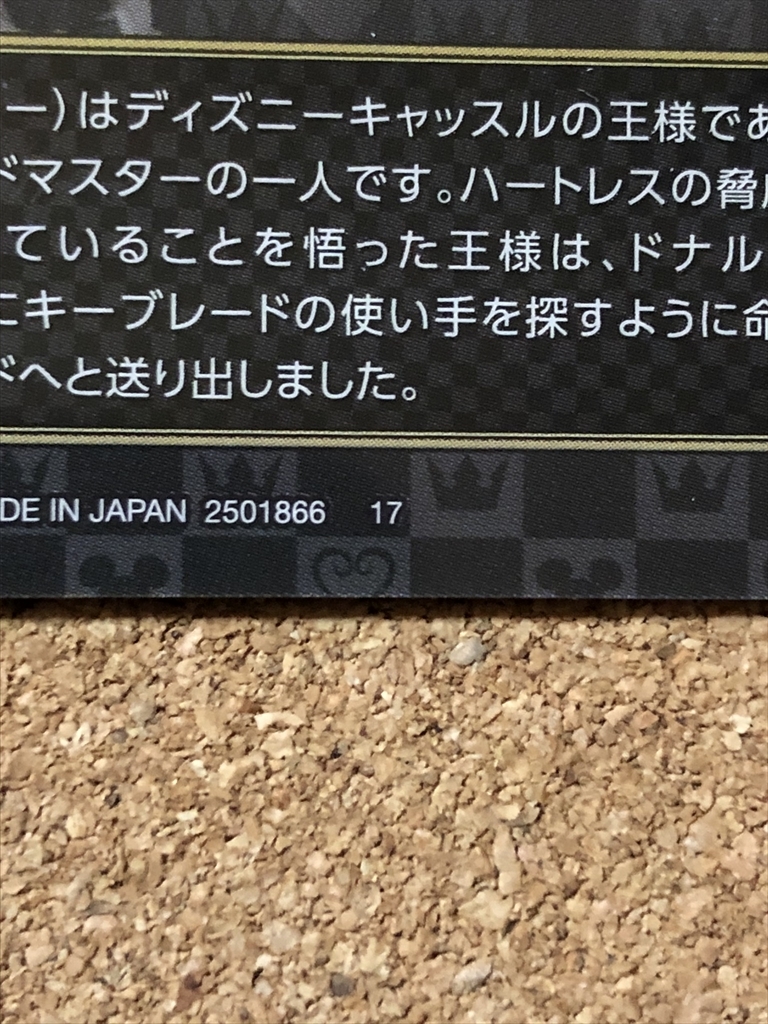 ー)はディズニーキャッスルの王様であ
ドマスターの一人です。ハートレスの脅
ていることを悟った王様は、ドナル
にキーブレードの使い手を探すように命
ドへと送り出しました。
DE IN JAPAN 2501866 17